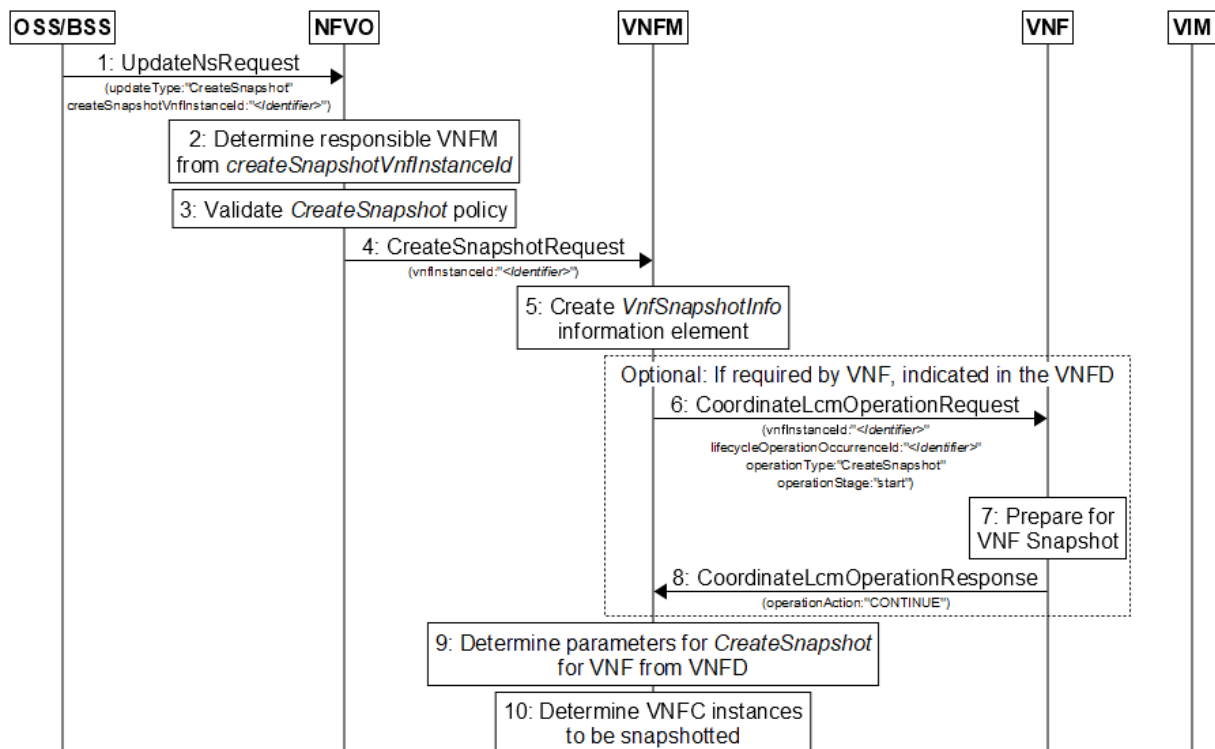 OSS/BSS NFVO VNFM VNF VIM
1: UpdateNsRequest
(updateType:"CreateSnapshot"
createSnapshotVnfInstanceId:"<Identifier>")
2: Determine responsible VNFM
from createSnapshotVnfInstanceId
3: Validate CreateSnapshot policy
4: CreateSnapshotRequest
(vnfInstanceId:"<Identifier>")
5: Create VnfSnapshotInfo
information element
Optional: If required by VNF, indicated in the VNFD
6: CoordinateLcmOperationRequest
(vnfInstanceId:"<Identifier>"
lifecycleOperationOccurrenceId:"<Identifier>"
operationType:"CreateSnapshot"
operationStage:"start")
7: Prepare for
VNF Snapshot
8: CoordinateLcmOperationResponse
(operationAction:"CONTINUE")
9: Determine parameters for CreateSnapshot
for VNF from VNFD
10: Determine VNFC instances
to be snapshotted